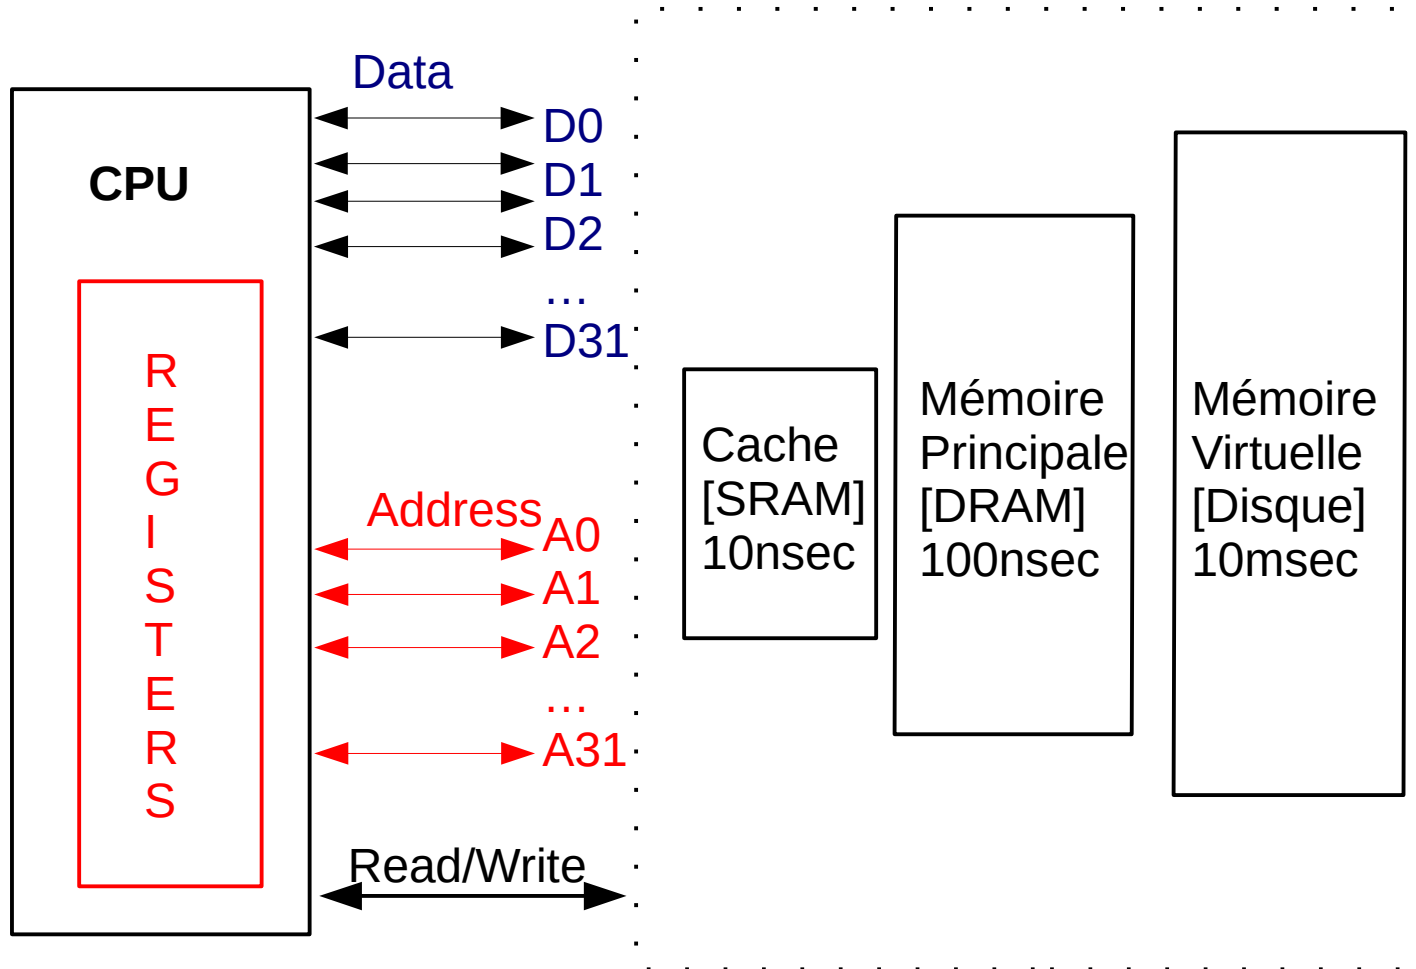 Data
CPU
D0
D1
D2
...
D31
R
E
G
I
S
T
E
R
S
Address
A0
A1
A2
...
A31
Read/Write
Cache
[SRAM]
10nsec
Mémoire
Principale
[DRAM]
100nsec
Mémoire
Virtuelle
[Disque]
10msec